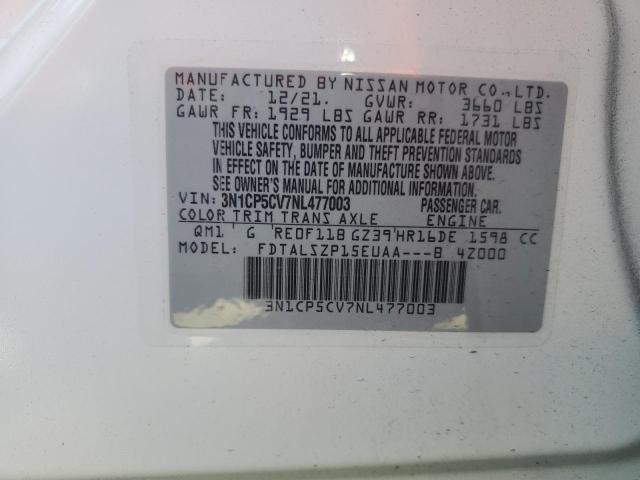 MANUFACTURED BY NISSAN MOTOR CO., LTD.
DATE: 12/21. GVWR: 3660 LBS
GAWR FR: 1929 LBS GAWR RR: 1731 LBS
THIS VEHICLE CONFORMS TO ALL APPLICABLE FEDERAL MOTOR
VEHICLE SAFETY, BUMPER AND THEFT PREVENTION STANDARDS
IN EFFECT ON THE DATE OF MANUFACTURE SHOWN ABOVE.
SEE OWNER'S MANUAL FOR ADDITIONAL INFORMATION.
VIN: 3N1CP5CV7NL477003 PASSENGER CAR.
COLOR TRIM TRANS AXLE ENGINE
QM1 G RE0F11B GZ39 HR16DE 1598 CC
MODEL: FDTALSZP15EUAA---B 4Z000
3N1CP5CV7NL477003